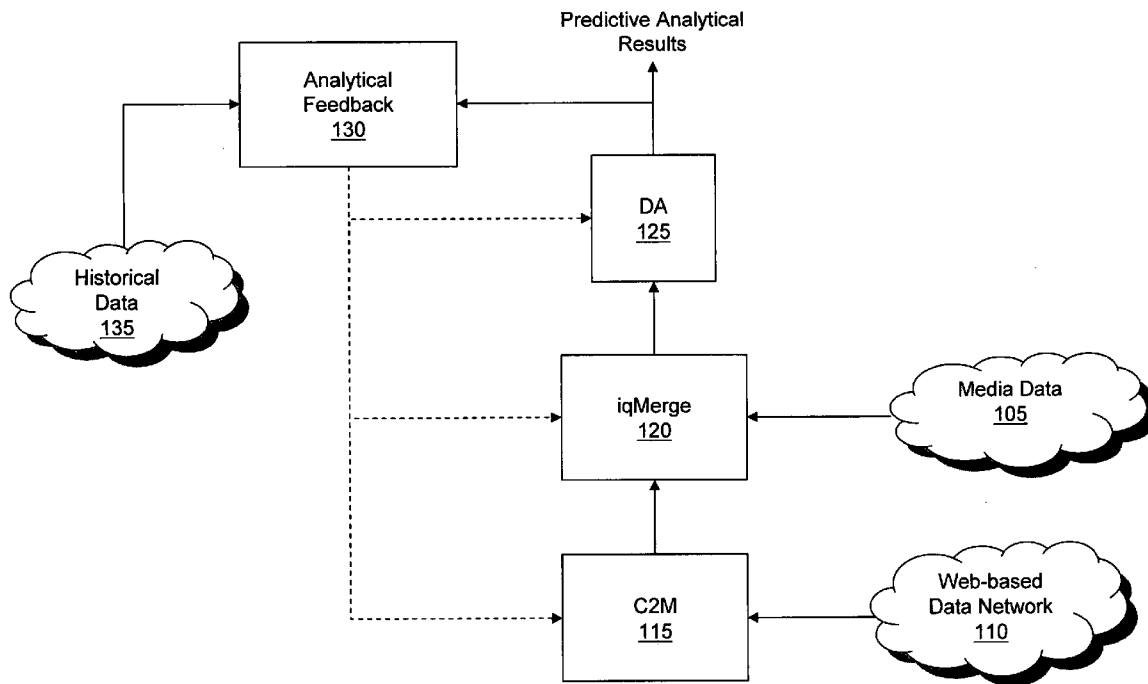 Predictive Analytical
Results
Analytical
Feedback
130
DA
125
Historical
Data
135
iqMerge
120
Media Data
105
C2M
115
Web-based
Data Network
110